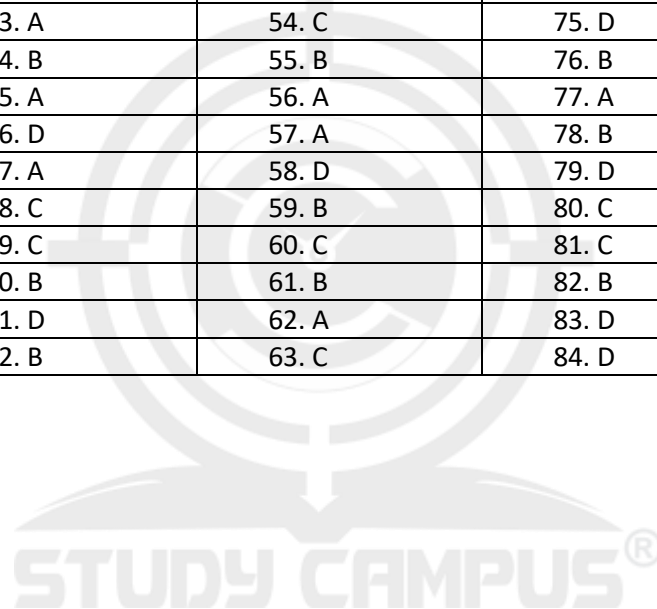 3. A 54. C 75. D
4. B 55. B 76. B
5. A 56. A 77. A
6. D 57. A 78. B
7. A 58. D 79. D
8. C 59. B 80. C
9. C 60. C 81. C
0. B 61. B 82. B
1. D 62. A 83. D
2. B 63. C 84. D
STUDY CAMPUS®